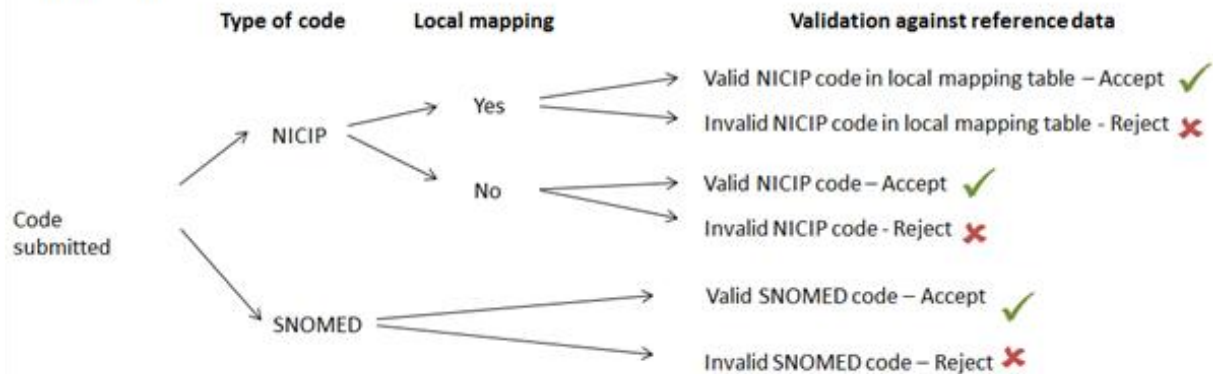 Type of code
Local mapping
Validation against reference data
Valid NICIP code in local mapping table – Accept
Yes
Invalid NICIP code in local mapping table - Reject
NICIP
Valid NICIP code – Accept
No
Invalid NICIP code - Reject
Code
submitted
Valid SNOMED code – Accept
SNOMED
Invalid SNOMED code – Reject